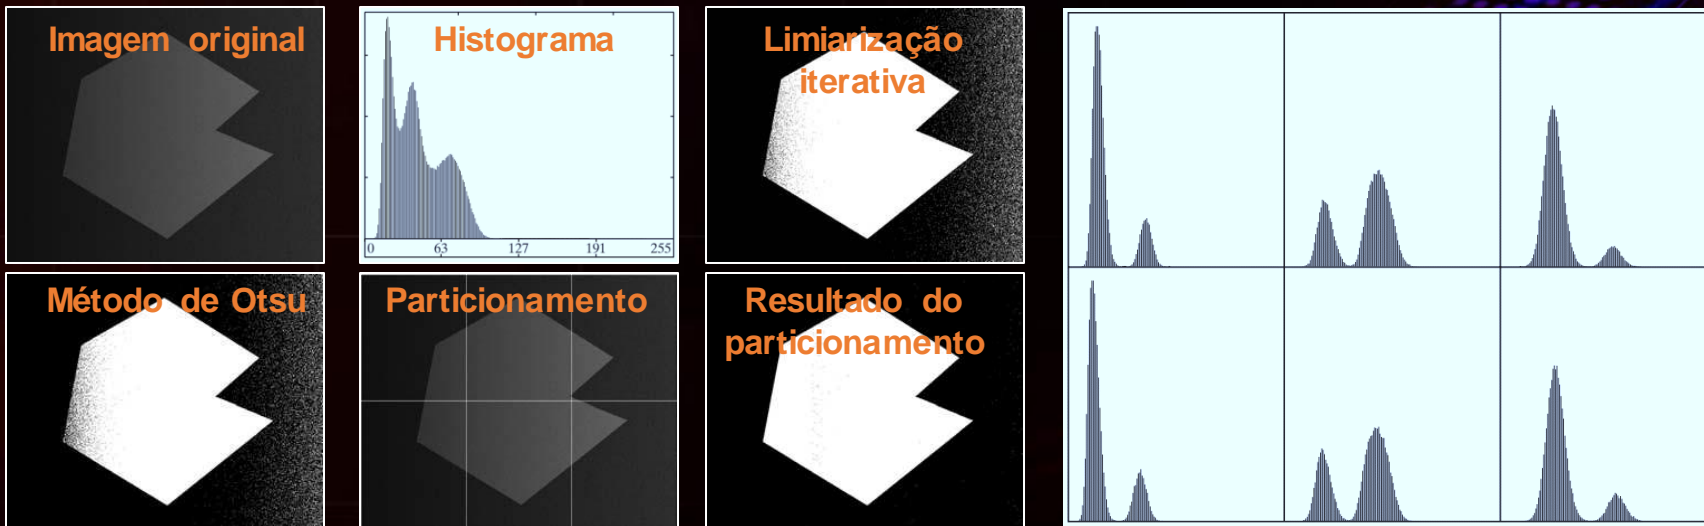 Imagem original
Histograma
0 63 127 191 255
Limiarização
iterativa
Método de Otsu
Particionamento
Resultado do
particionamento